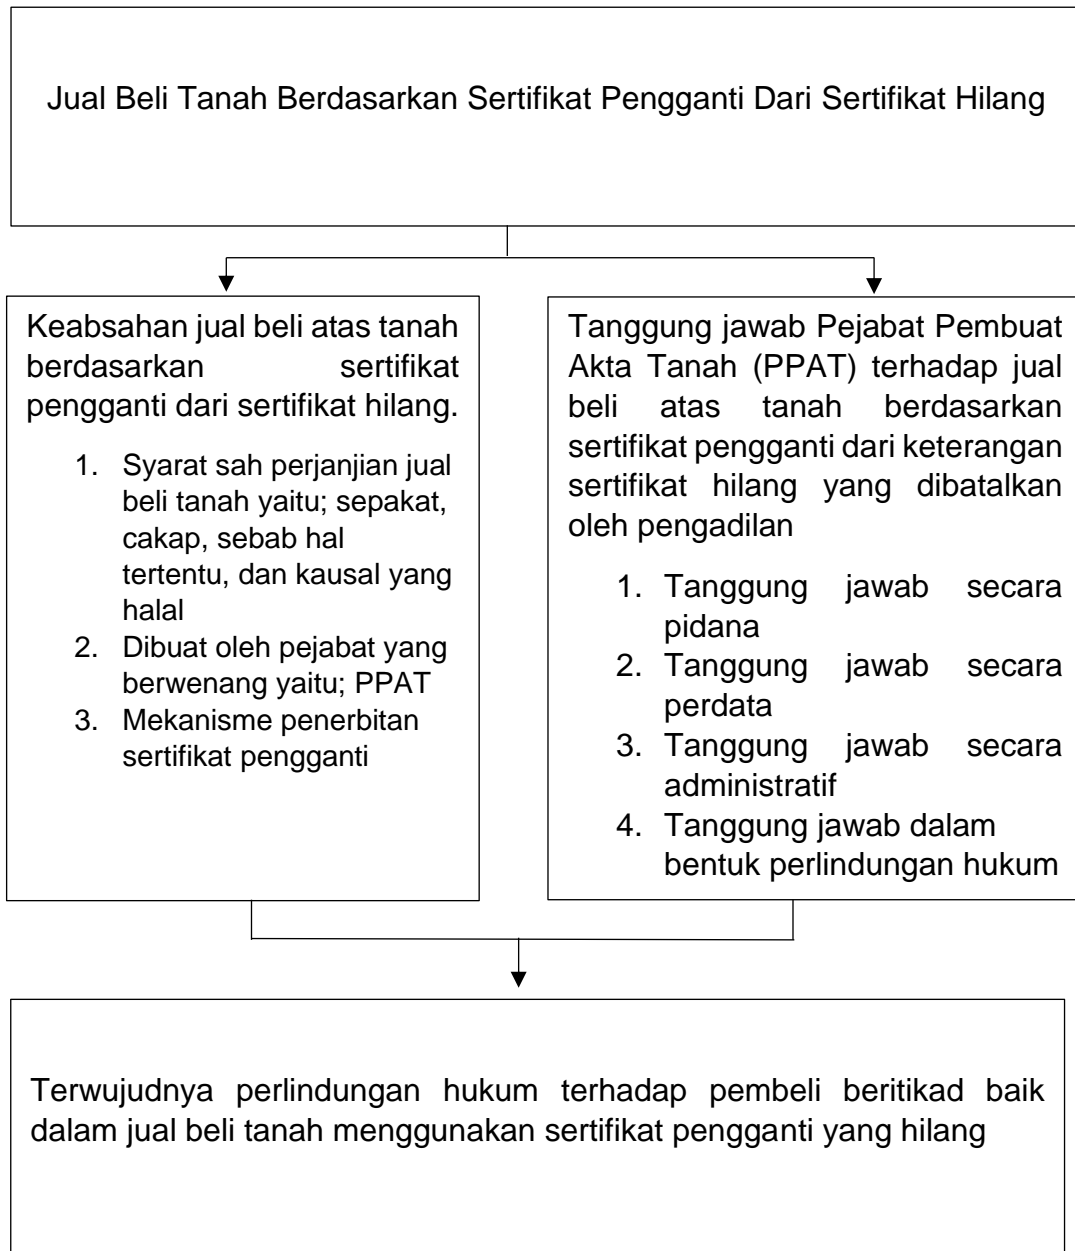 Jual Beli Tanah Berdasarkan Sertifikat Pengganti Dari Sertifikat Hilang
Keabsahan jual beli atas tanah
berdasarkan sertifikat
pengganti dari sertifikat hilang.
1. Syarat sah perjanjian jual
beli tanah yaitu; sepakat,
cakap, sebab hal
tertentu, dan kausal yang
halal
2. Dibuat oleh pejabat yang
berwenang yaitu; PPAT
3. Mekanisme penerbitan
sertifikat pengganti
Tanggung jawab Pejabat Pembuat
Akta Tanah (PPAT) terhadap jual
beli atas tanah berdasarkan
sertifikat pengganti dari keterangan
sertifikat hilang yang dibatalkan
oleh pengadilan
1. Tanggung jawab secara
pidana
2. Tanggung jawab secara
perdata
3. Tanggung jawab secara
administratif
4. Tanggung jawab dalam
bentuk perlindungan hukum
Terwujudnya perlindungan hukum terhadap pembeli beritikad baik
dalam jual beli tanah menggunakan sertifikat pengganti yang hilang